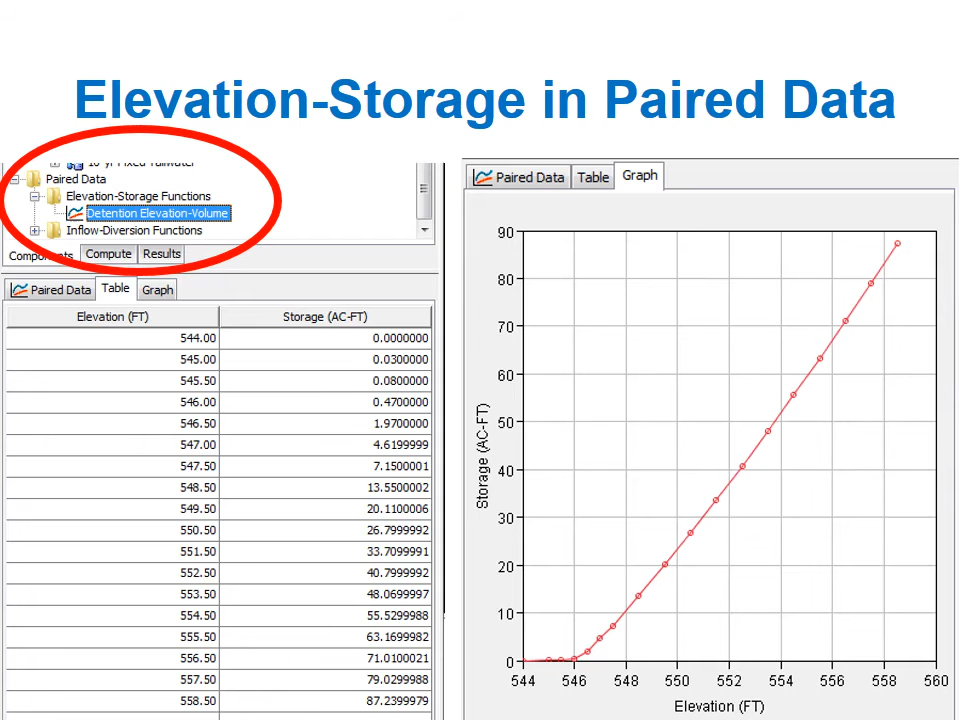 Elevation-Storage in Paired Data
10-yr Fixed Tailwater
Paired Data
Elevation-Storage Functions
Detention Elevation-Volume
Inflow-Diversion Functions
Components Compute Results
Paired Data Table Graph
Elevation (FT) Storage (AC-FT)
544.00 0.0000000
545.00 0.0300000
545.50 0.0800000
546.00 0.4700000
546.50 1.9700000
547.00 4.6199999
547.50 7.1500001
548.50 13.5500002
549.50 20.1100006
550.50 26.7999992
551.50 33.7099991
552.50 40.7999992
553.50 48.0699997
554.50 55.5299988
555.50 63.1699982
556.50 71.0100021
557.50 79.0299988
558.50 87.2399979
Paired Data Table Graph
90
80
70
60
50
40
30
20
10
0
Storage (AC-FT)
544 546 548 550 552 554 556 558 560
Elevation (FT)